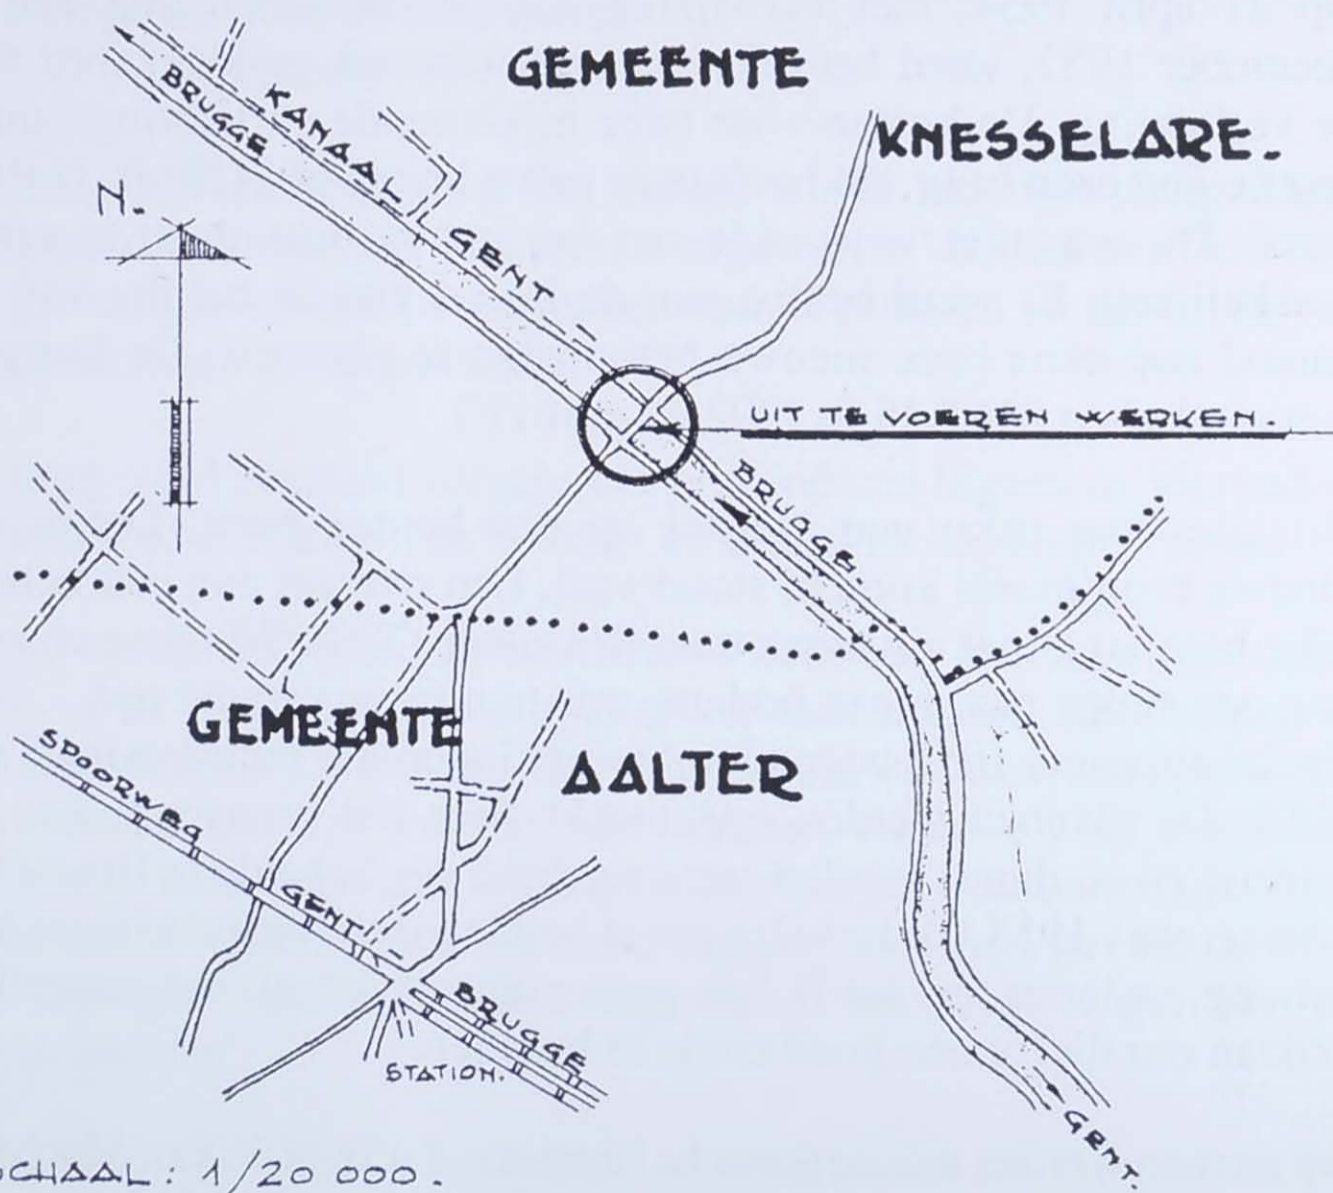 GEMEENTE
KNESSELARE.
BRUGGE
KANAAL
GENT.
N.
UIT TE VOEREN WERKEN.
BRUGGE
GEMEENTE
AALTER
SPOORWEG
GENT.
BRUGGE
STATION.
GENT.
SCHAAL: 1/20 000.